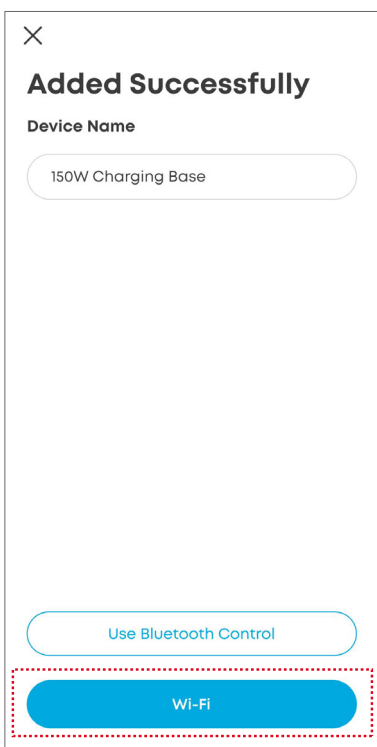 Added Successfully
Device Name
150W Charging Base
Use Bluetooth Control
Wi-Fi